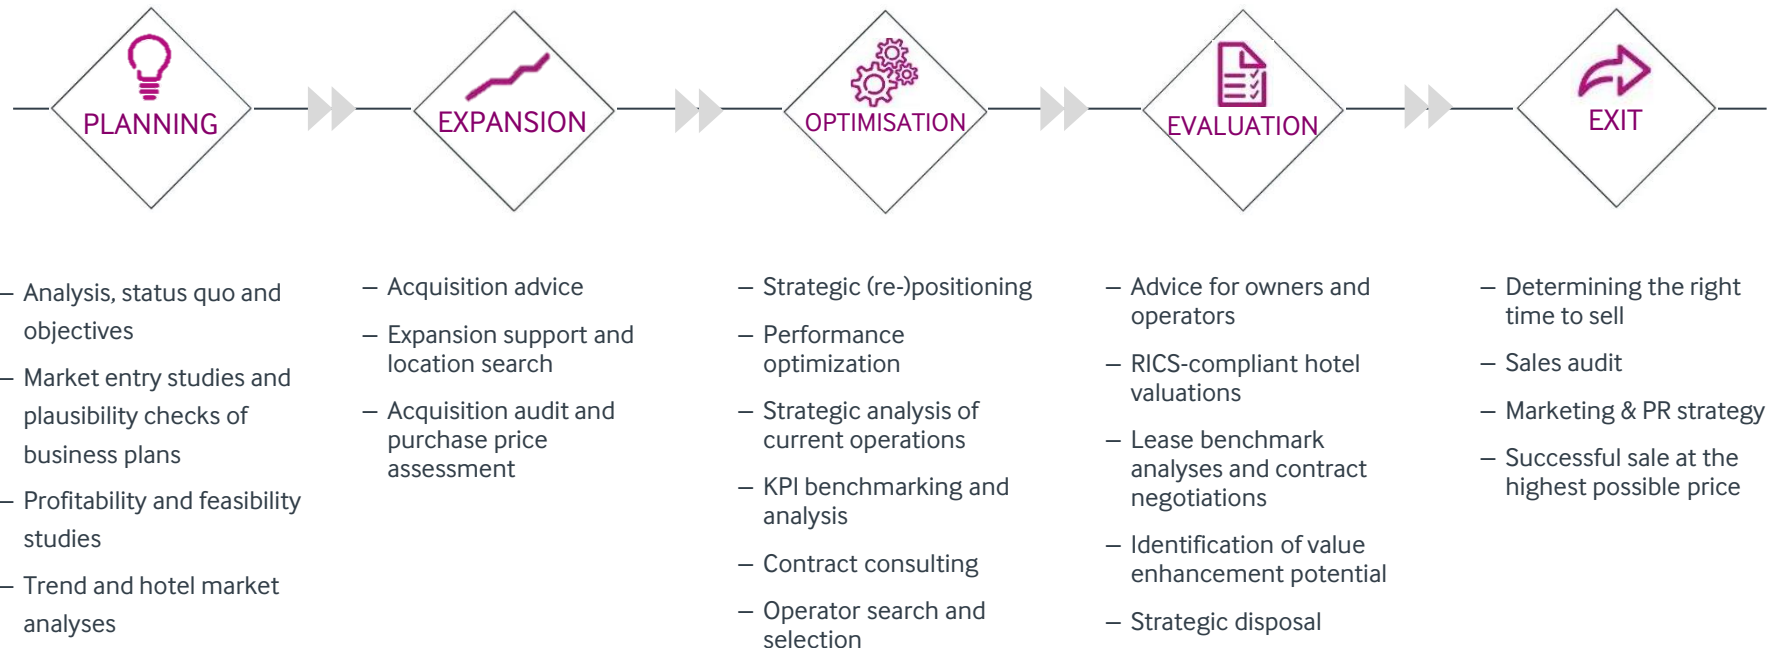 PLANNING
EXPANSION
OPTIMISATION
EVALUATION
EXIT
– Analysis, status quo and
objectives
– Market entry studies and
plausibility checks of
business plans
– Profitability and feasibility
studies
– Trend and hotel market
analyses
– Acquisition advice
– Expansion support and
location search
– Acquisition audit and
purchase price
assessment
– Strategic (re-)positioning
– Performance
optimization
– Strategic analysis of
current operations
– KPI benchmarking and
analysis
– Contract consulting
– Operator search and
selection
– Advice for owners and
operators
– RICS-compliant hotel
valuations
– Lease benchmark
analyses and contract
negotiations
– Identification of value
enhancement potential
– Strategic disposal
– Determining the right
time to sell
– Sales audit
– Marketing & PR strategy
– Successful sale at the
highest possible price